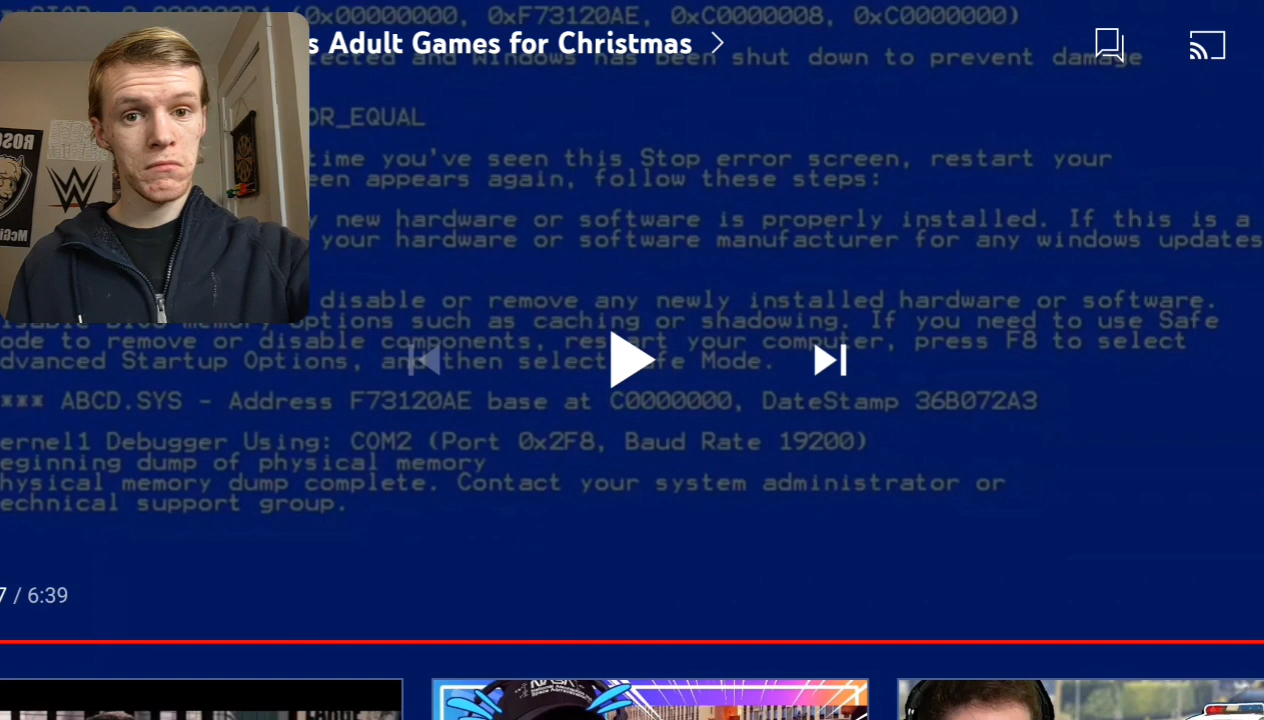 (0x00000000, 0xF73120AE, 0xC0000008, 0xC0000000)
s Adult Games for Christmas
tected and windows has been shut down to prevent damage
OR_EQUAL
time you've seen this Stop error screen, restart your
een appears again, follow these steps:
new hardware or software is properly installed. If this is a
your hardware or software manufacturer for any windows updates
disable or remove any newly installed hardware or software.
isable BIOS memory options such as caching or shadowing. If you need to use Safe
ode to remove or disable components, restart your computer, press F8 to select
dvanced Startup Options, and then select Safe Mode.
*** ABCD.SYS - Address F73120AE base at C0000000, DateStamp 36B072A3
ernel1 Debugger Using: COM2 (Port 0x2F8, Baud Rate 19200)
eginning dump of physical memory
hysical memory dump complete. Contact your system administrator or
echnical support group.
7 / 6:39
NASA